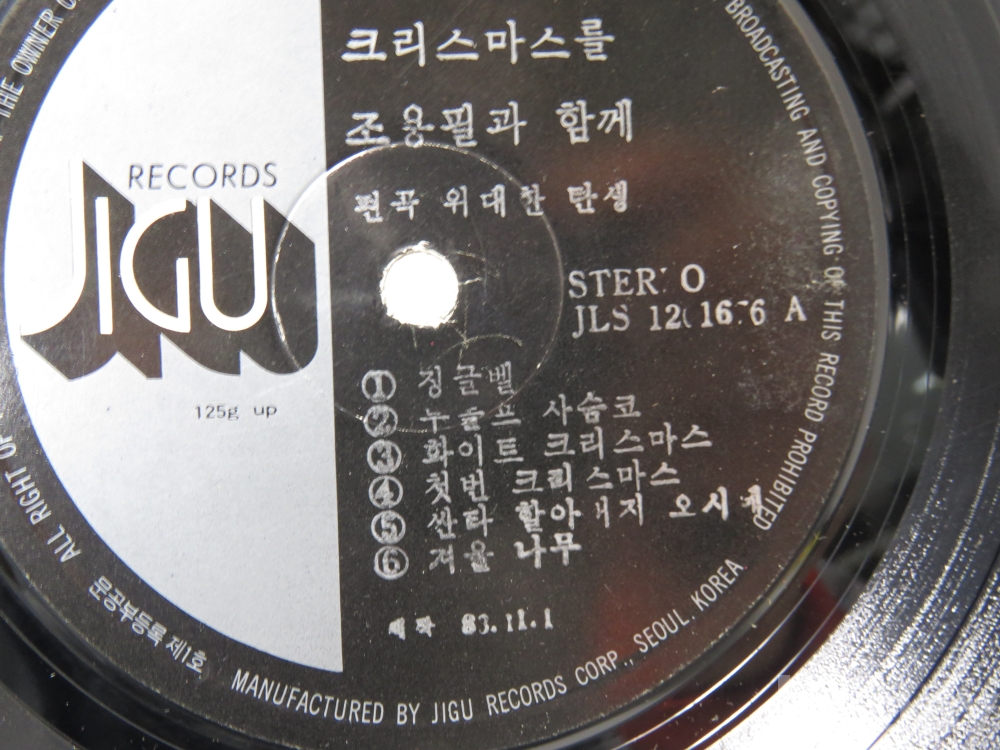 크리스마스를
조용필과 함께
편곡 위대한 탄생
RECORDS
JIGU
STEREO
JLS
A
125g up
① 징글벨
② 누돌프 사슴코
③ 화이트 크리스마스
④ 첫번 크리스마스
⑤ 싼타 할아버지 오시네
⑥ 겨울 나무
제작 83.11.1
THE OWNER O
BROADCASTING AND COPYING OF THIS RECORD PROHIBITED
ALL RIGHT OF
문공부등록 제1호
MANUFACTURED BY JIGU RECORDS CORP., SEOUL, KOREA